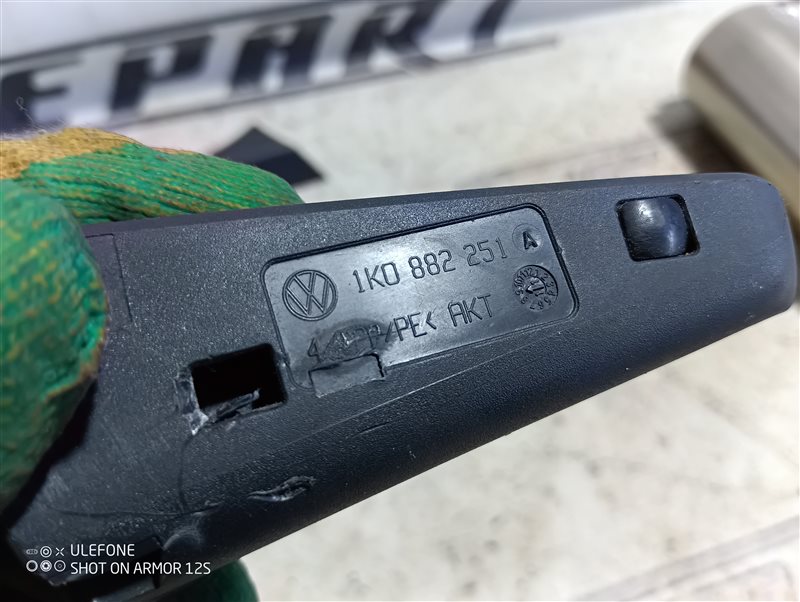 EPART
1K0 882 251 A
/PE< AKT
ULEFONE
SHOT ON ARMOR 12S